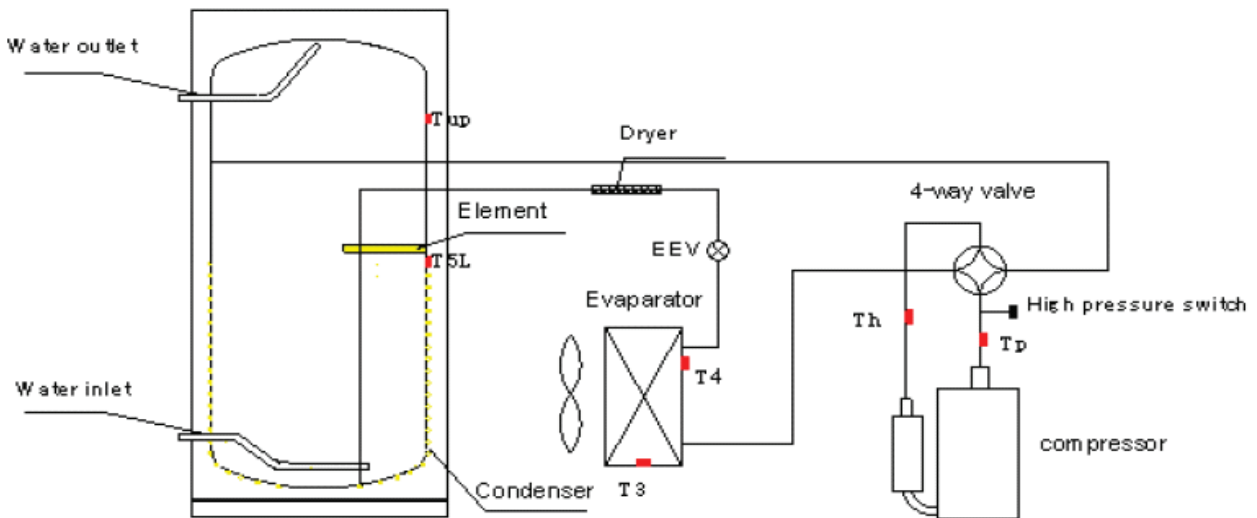 Water outlet
Tup
Dryer
4-way valve
Element
EEV
T5L
Evaparator
High pressure switch
Th
Tp
T4
Water inlet
compressor
Condenser
T3